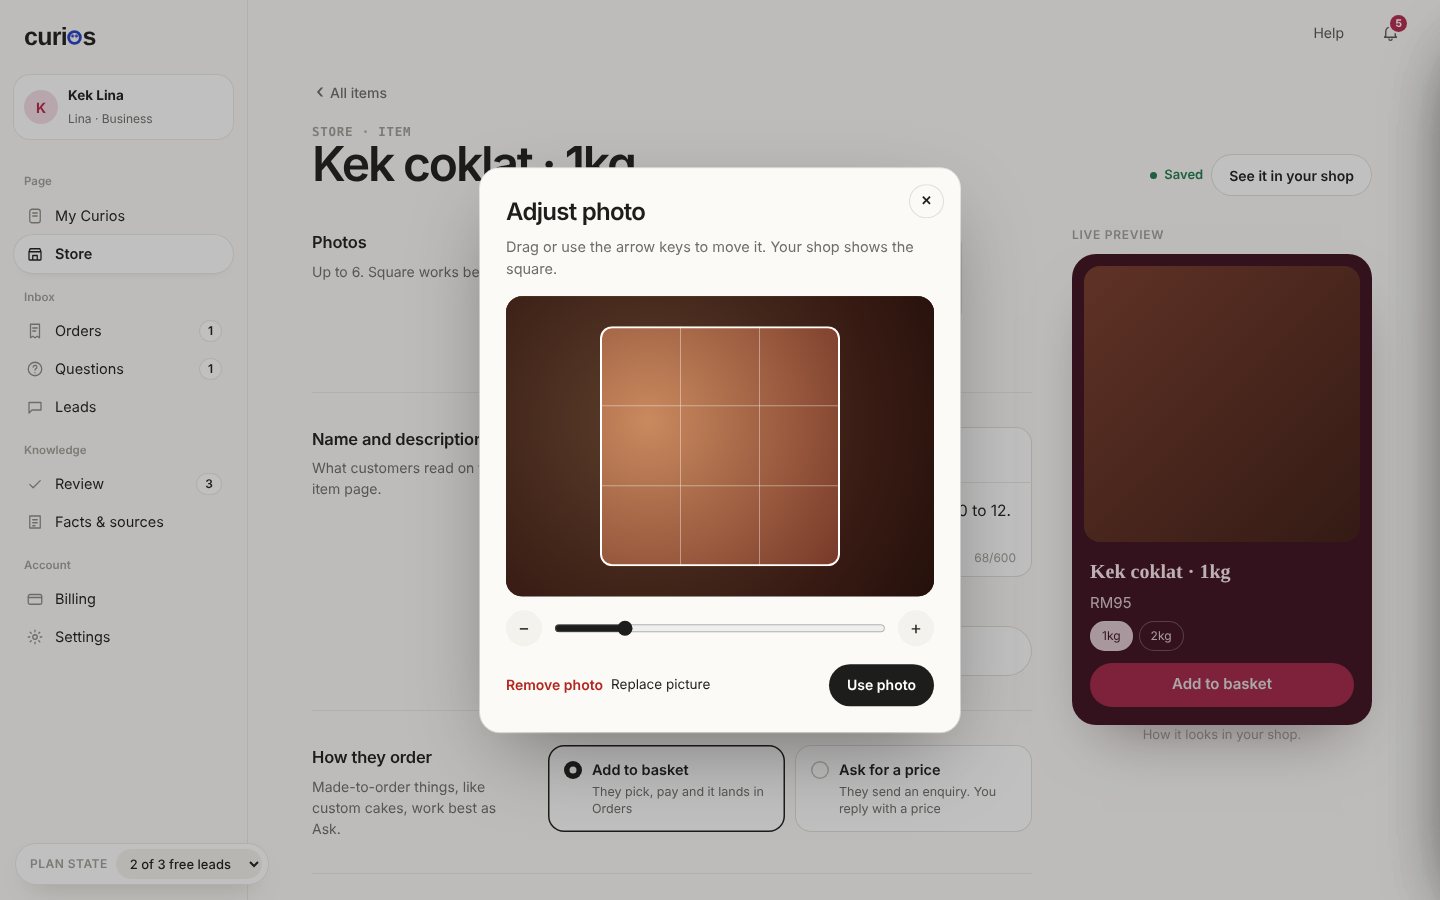 curios
Kek Lina
Lina · Business
K
Page
My Curios
Store
Inbox
Orders 1
Questions 1
Leads
Knowledge
Review 3
Facts & sources
Account
Billing
Settings
PLAN STATE 2 of 3 free leads
Help
5
All items
STORE · ITEM
Kek coklat · 1kg
Saved
See it in your shop
Photos
Up to 6. Square works be
Name and description
What customers read on
item page.
0 to 12.
68/600
How they order
Made-to-order things, like
custom cakes, work best as
Ask.
Add to basket
They pick, pay and it lands in
Orders
Ask for a price
They send an enquiry. You
reply with a price
Adjust photo
×
Drag or use the arrow keys to move it. Your shop shows the
square.
− +
Remove photo Replace picture
Use photo
LIVE PREVIEW
Kek coklat · 1kg
RM95
1kg 2kg
Add to basket
How it looks in your shop.